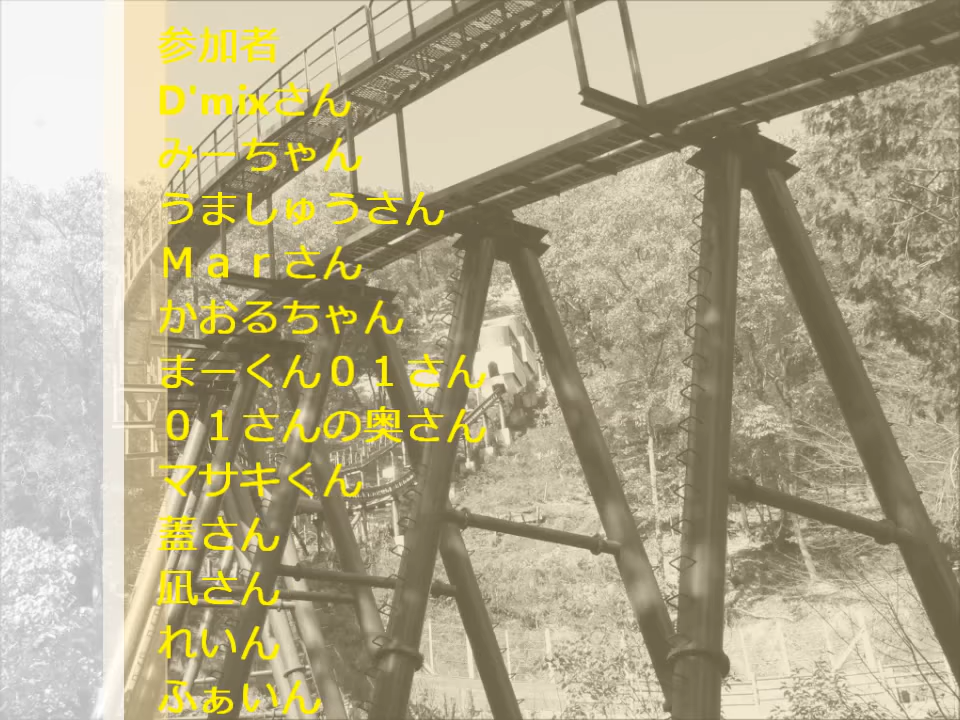 参加者
D'mixさん
みーちゃん
うましゅうさん
Ｍａｒさん
かおるちゃん
まーくん０１さん
０１さんの奥さん
マサキくん
蓋さん
凪さん
れいん
ふぁいん